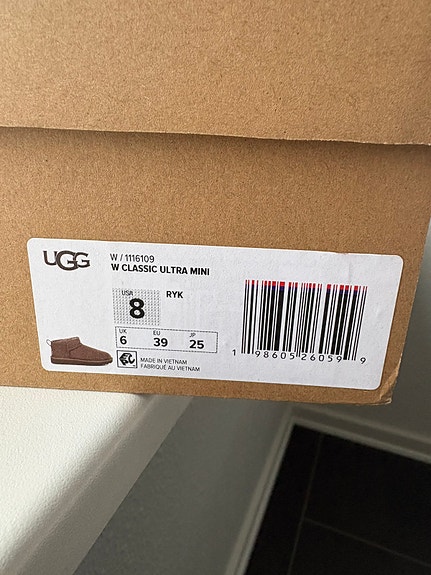 UGG
W / 1116109
W CLASSIC ULTRA MINI
USA
8
RYK
UK EU JP
6 39 25
MADE IN VIETNAM
FABRIQUÉ AU VIETNAM
1 98605 26059 9